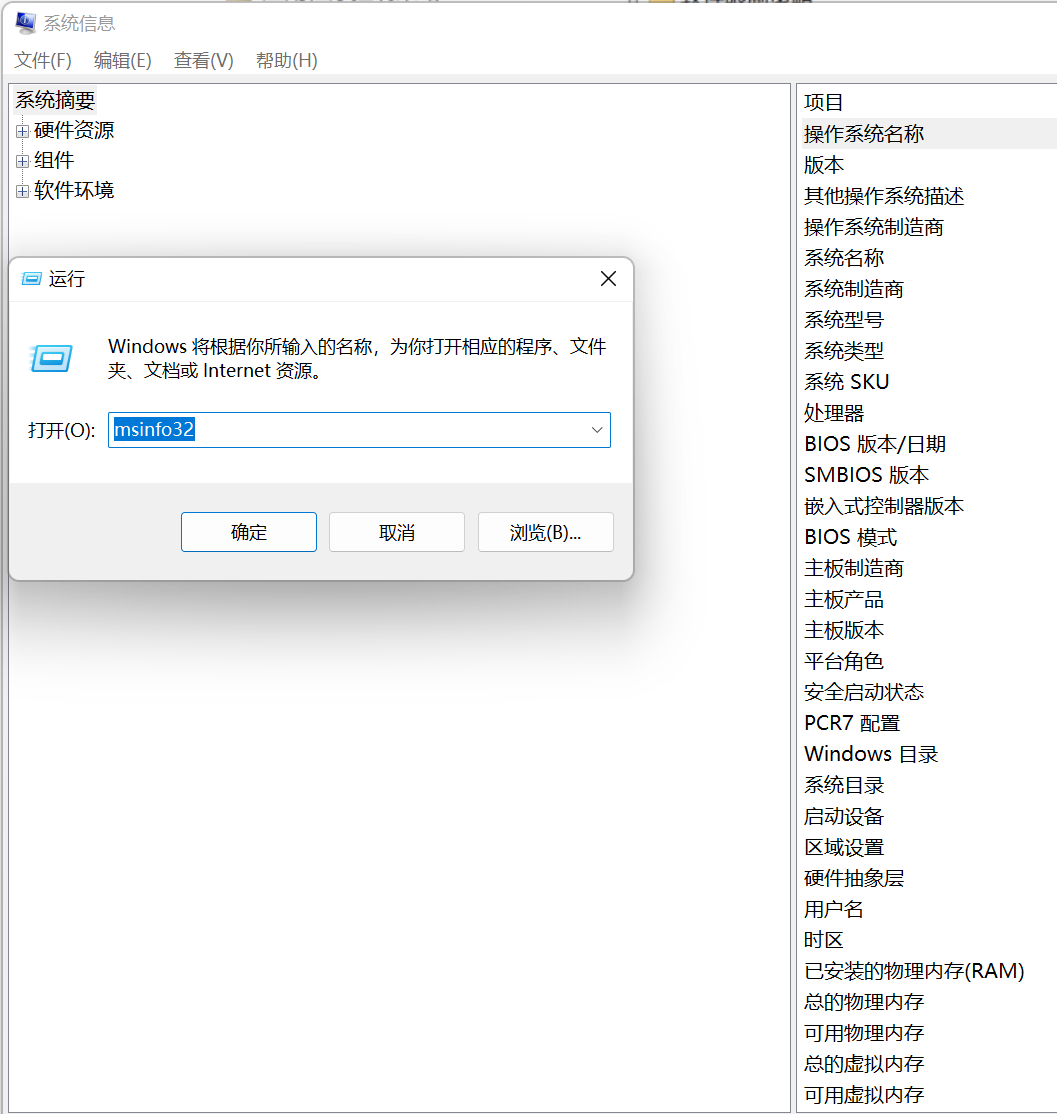 系统信息
文件(F) 编辑(E) 查看(V) 帮助(H)
系统摘要
硬件资源
组件
软件环境
运行
Windows 将根据你所输入的名称，为你打开相应的程序、文件
夹、文档或 Internet 资源。
打开(O): msinfo32
确定 取消 浏览(B)...
项目
操作系统名称
版本
其他操作系统描述
操作系统制造商
系统名称
系统制造商
系统型号
系统类型
系统 SKU
处理器
BIOS 版本/日期
SMBIOS 版本
嵌入式控制器版本
BIOS 模式
主板制造商
主板产品
主板版本
平台角色
安全启动状态
PCR7 配置
Windows 目录
系统目录
启动设备
区域设置
硬件抽象层
用户名
时区
已安装的物理内存(RAM)
总的物理内存
可用物理内存
总的虚拟内存
可用虚拟内存